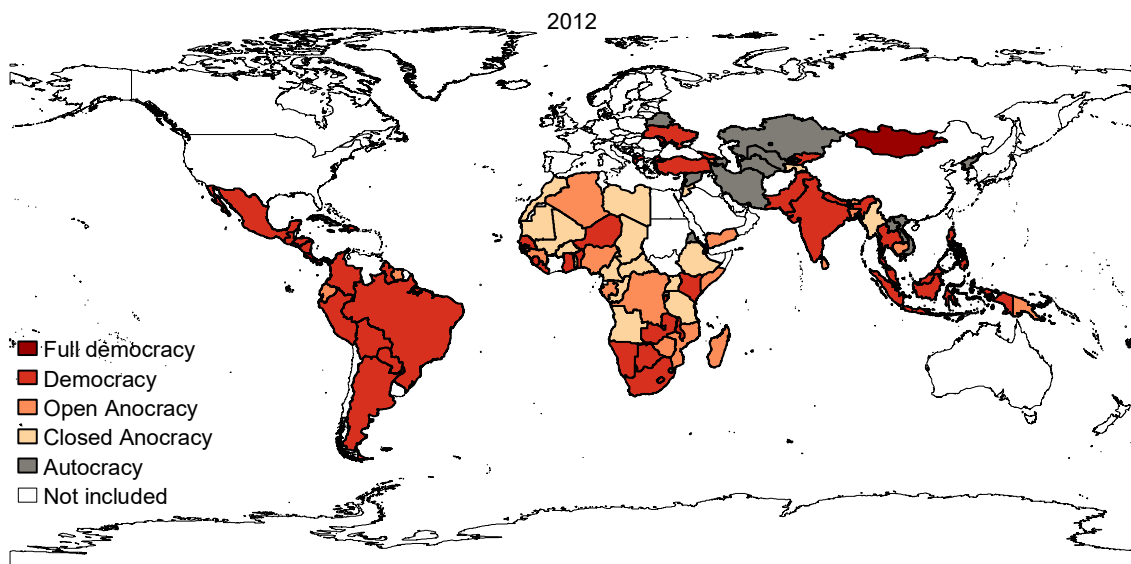 2012
Full democracy
Democracy
Open Anocracy
Closed Anocracy
Autocracy
Not included